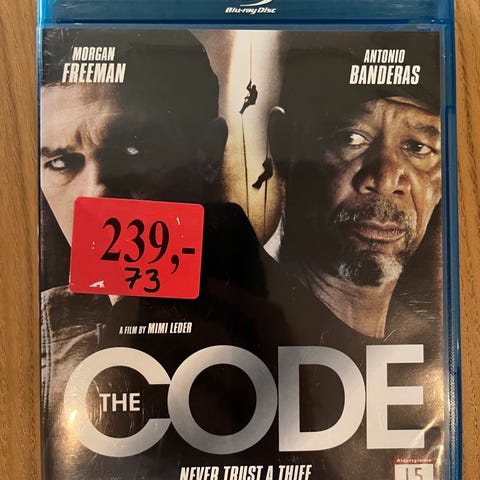 Blu-ray Disc
MORGAN
FREEMAN
ANTONIO
BANDERAS
239,-
73
A FILM BY MIMI LEDER
THE CODE
NEVER TRUST A THIEF
Aldersgrense
15